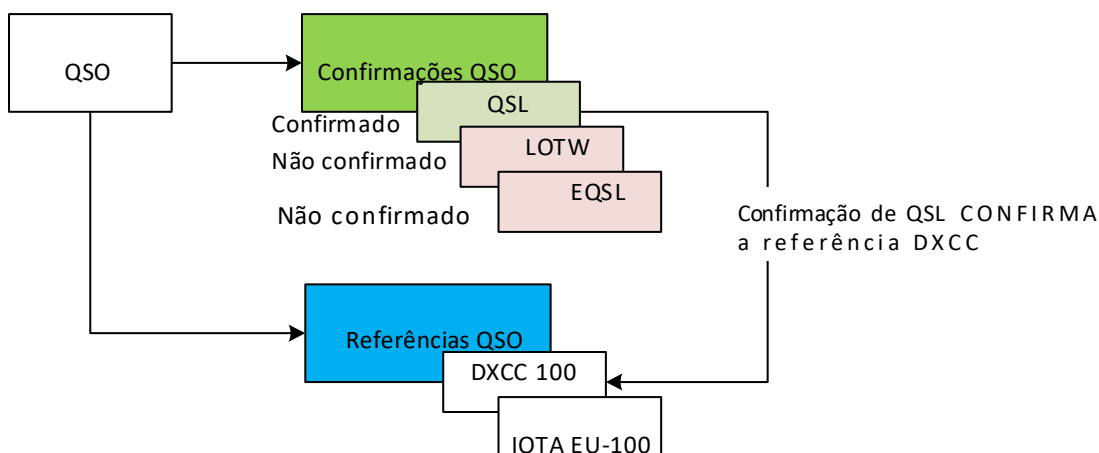 QSO
Confirmações QSO
QSL
Confirmado
LOTW
Não confirmado
EQSL
Não confirmado
Confirmação de QSL CONFIRMA
a referência DXCC
Referências QSO
DXCC 100
IOTA EU-100